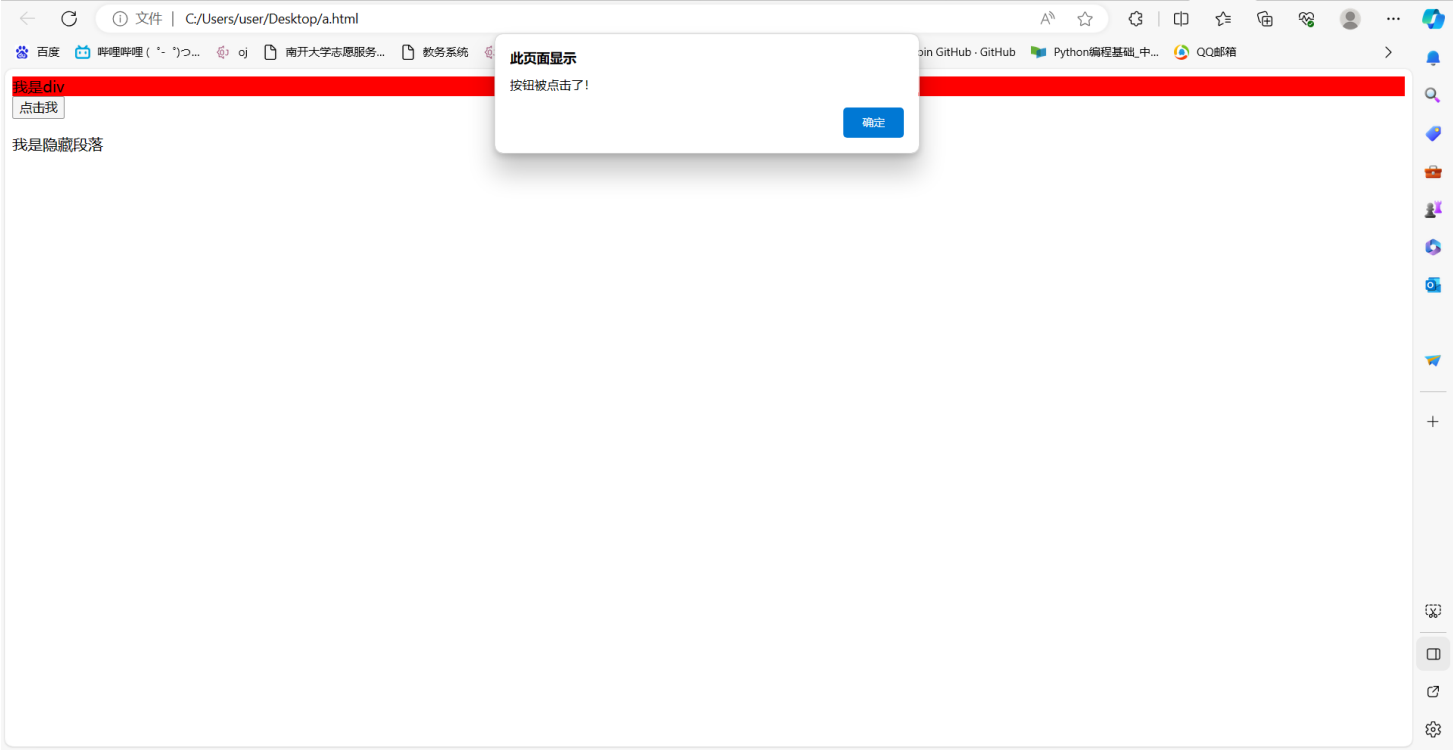 文件 C:/Users/user/Desktop/a.html
百度 哔哩哔哩 ( ゜- ゜)つ... oj 南开大学志愿服务... 教务系统 GitHub · GitHub Python编程基础_中... QQ邮箱
此页面显示
按钮被点击了!
确定
我是div
点击我
我是隐藏段落